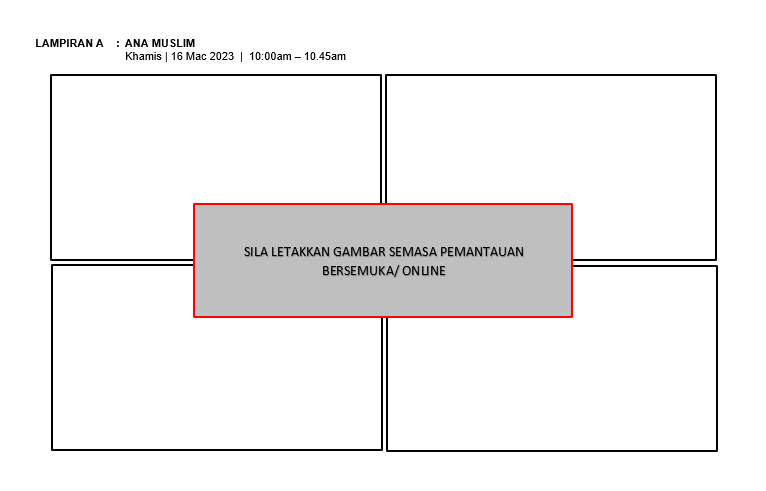 LAMPIRAN A : ANA MUSLIM
Khamis | 16 Mac 2023 | 10:00am – 10.45am
SILA LETAKKAN GAMBAR SEMASA PEMANTAUAN
BERSEMUKA/ ONLINE